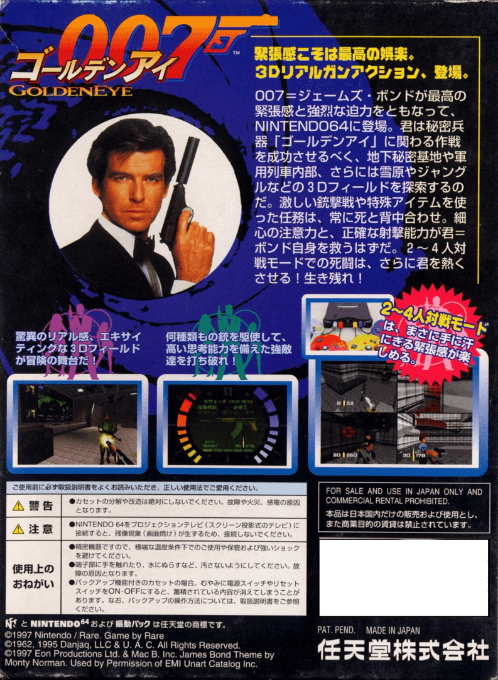 007
™
ゴールデンアイ
GOLDENEYE
緊張感こそは最高の娯楽。
3Dリアルガンアクション、登場。
007=ジェームズ・ボンドが最高の
緊張感と強烈な迫力をともなって、
NINTENDO64に登場。君は秘密兵
器「ゴールデンアイ」に関わる作戦
を成功させるべく、地下秘密基地や軍
用列車内部、さらには雪原やジャング
ルなどの3Dフィールドを探索するの
だ。激しい銃撃戦や特殊アイテムを使
った任務は、常に死と背中合わせ。細
心の注意力と、正確な射撃能力が君=
ボンド自身を救うはずだ。2〜4人対
戦モードでの死闘は、さらに君を熱く
させる!生き残れ!
驚異のリアル感、エキサイ
ティングな3Dフィールド
が冒険の舞台だ!
何種類もの銃を駆使して、
高い思考能力を備えた強敵
達を打ち破れ!
2〜4人対戦モード
は、まさに手に汗
にぎる緊張感が楽
しめる。
ご使用前に必ず取扱説明書をよくお読みいただき、正しい使用法でご愛用ください。
警告
●カセットの分解や改造は絶対にしないでください。故障や火災、感電の原因
となります。
注意
●NINTENDO 64をプロジェクションテレビ(スクリーン投影式のテレビ)に
接続すると、残像現象(画面焼け)が生ずるため、接続しないでください。
使用上の
おねがい
●精密機器ですので、極端な温度条件下でのご使用や保管および強いショック
を避けてください。
●端子部に手を触れたり、水にぬらすなど、汚さないようにしてください。故
障の原因となります。
●バックアップ機能付きのカセットの場合、むやみに電源スイッチやリセット
スイッチをON・OFFにすると、蓄積されている内容が消えてしまうことが
あります。なお、バックアップの操作方法については、取扱説明書をご参照
ください。
FOR SALE AND USE IN JAPAN ONLY AND
COMMERCIAL RENTAL PROHIBITED.
本品は日本国内だけの販売および使用とし、
また商業目的の賃貸は禁止されています。
と NINTENDO64 および 振動パック は任天堂の商標です。
©1997 Nintendo / Rare. Game by Rare
©1962, 1995 Danjaq, LLC & U. A. C. All Rights Reserved.
©1997 Eon Productions Ltd. & Mac B. Inc. James Bond Theme by
Monty Norman. Used by Permission of EMI Unart Catalog Inc.
PAT. PEND. MADE IN JAPAN
任天堂株式会社